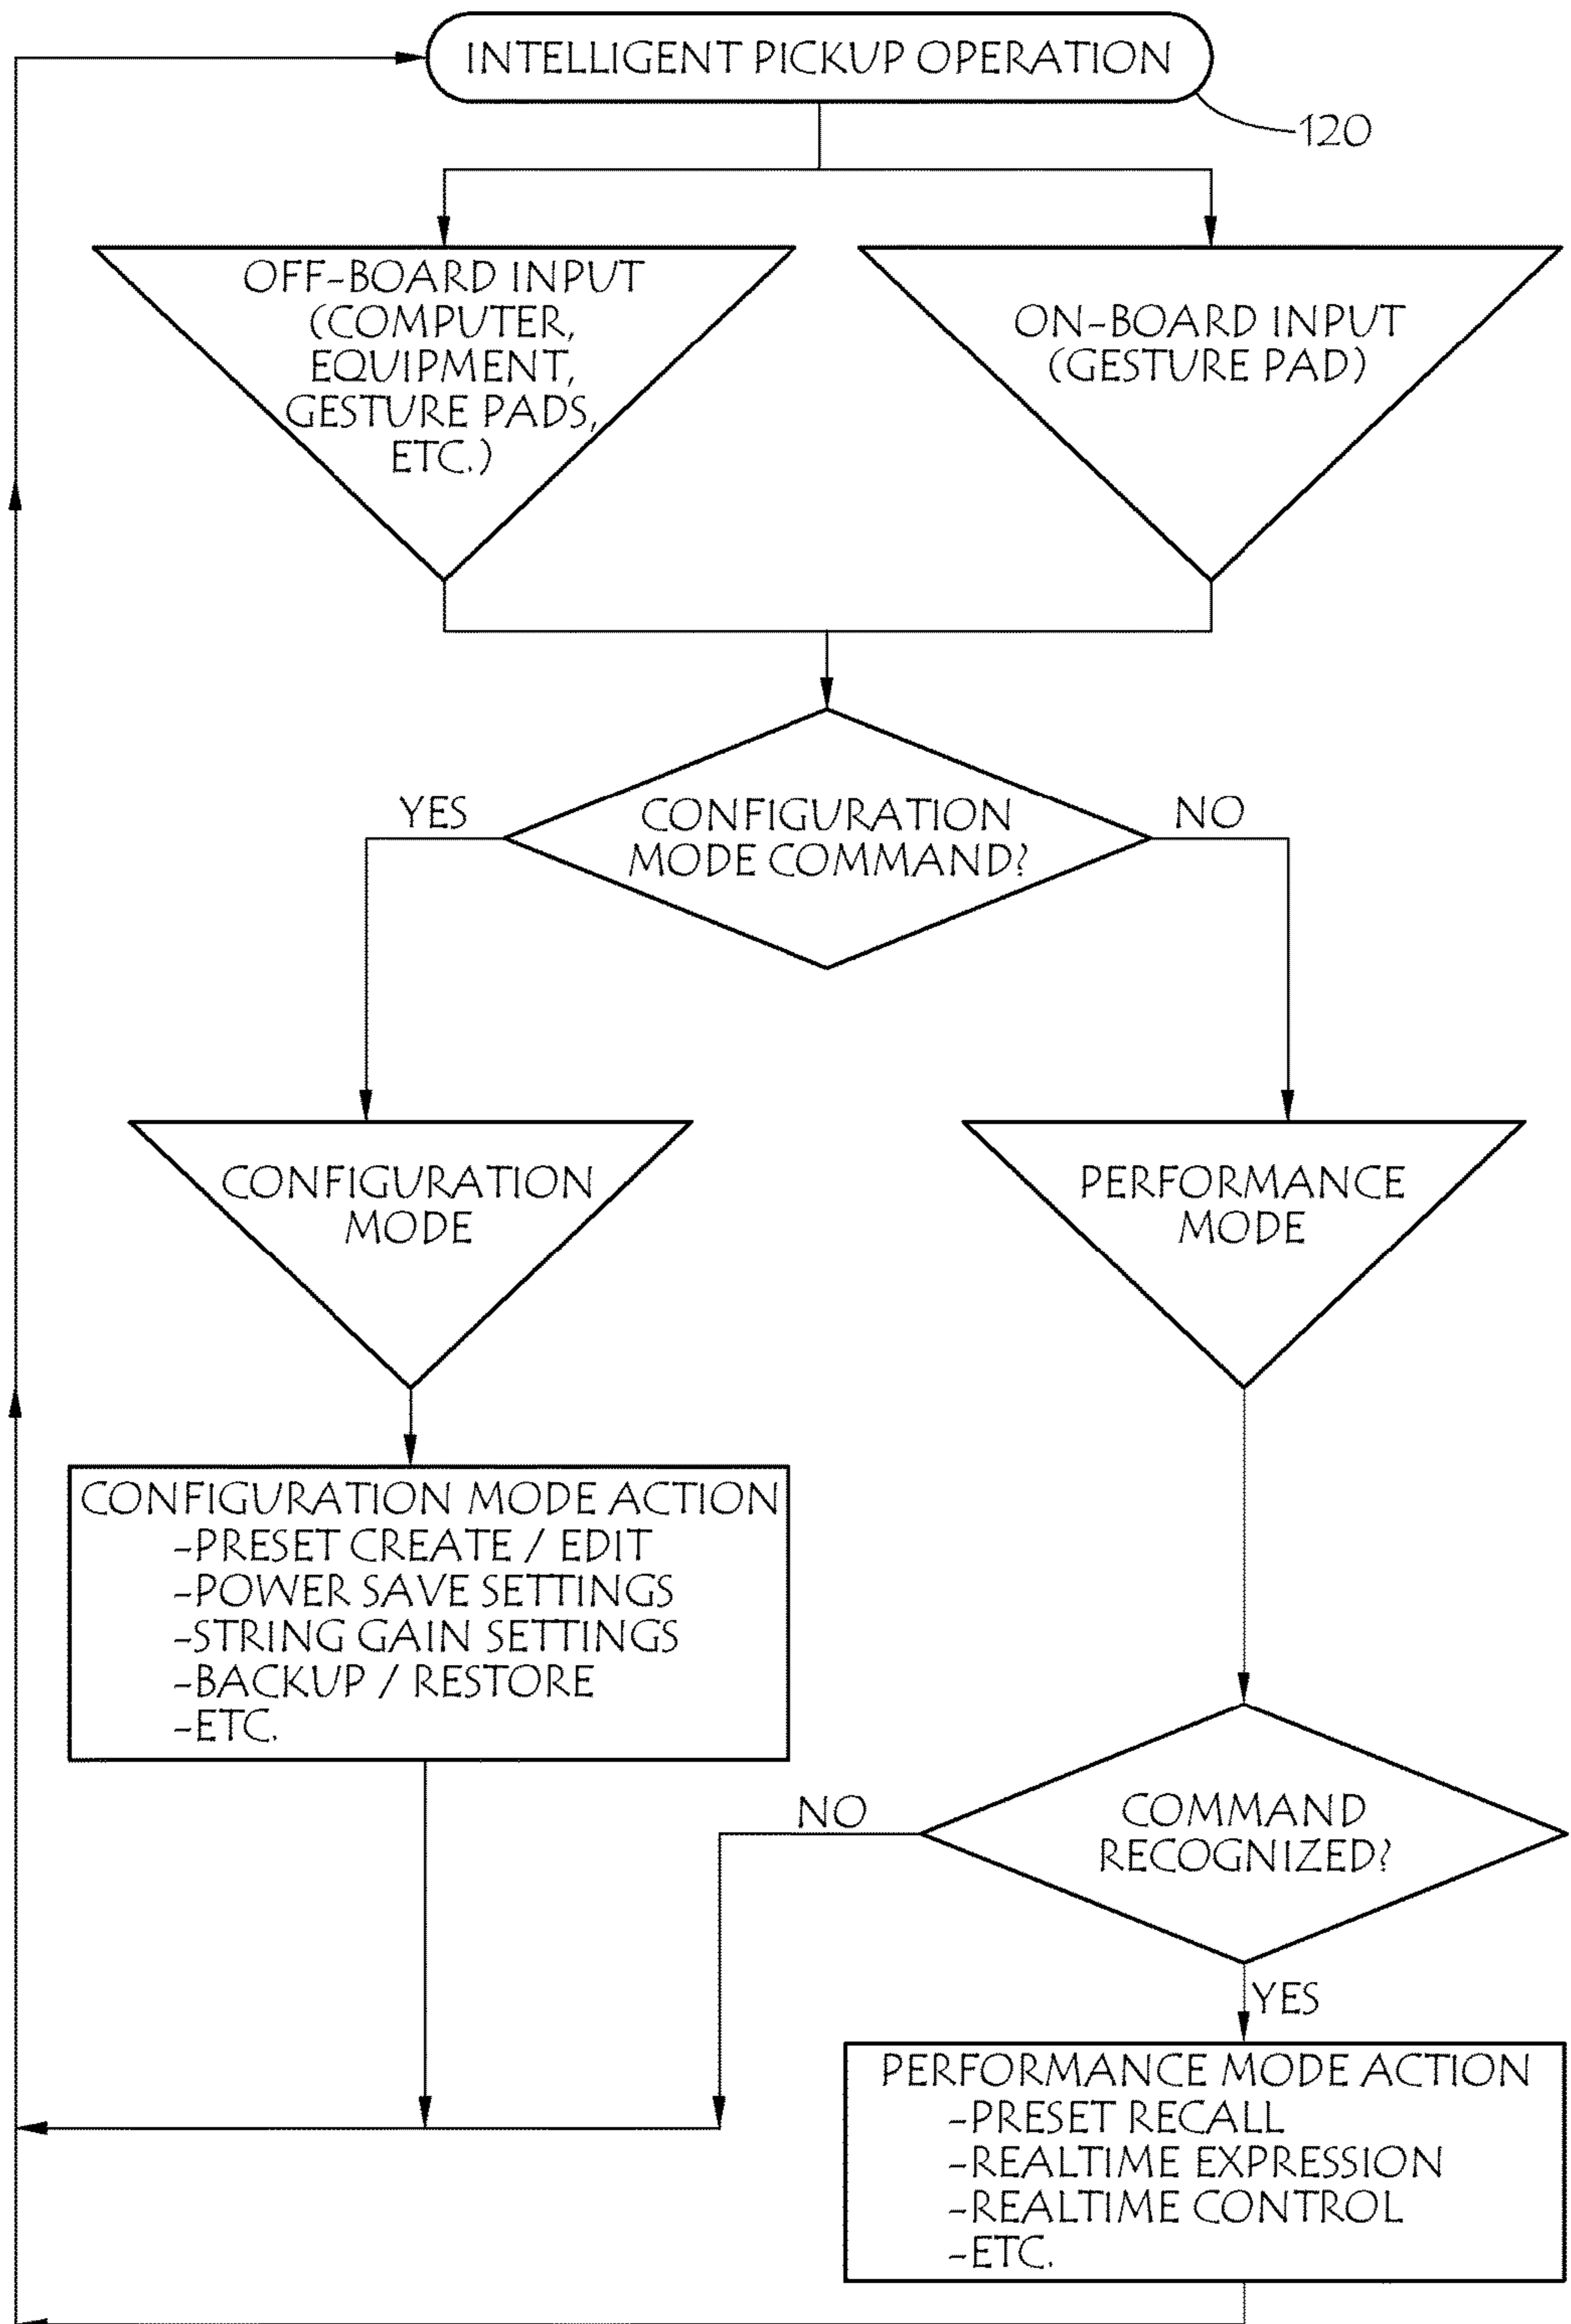 INTELLIGENT PICKUP OPERATION
120
OFF-BOARD INPUT
(COMPUTER,
EQUIPMENT,
GESTURE PADS,
ETC.)
ON-BOARD INPUT
(GESTURE PAD)
CONFIGURATION
MODE COMMAND?
YES
NO
CONFIGURATION
MODE
PERFORMANCE
MODE
CONFIGURATION MODE ACTION
-PRESET CREATE / EDIT
-POWER SAVE SETTINGS
-STRING GAIN SETTINGS
-BACKUP / RESTORE
-ETC.
COMMAND
RECOGNIZED?
NO
YES
PERFORMANCE MODE ACTION
-PRESET RECALL
-REALTIME EXPRESSION
-REALTIME CONTROL
-ETC.